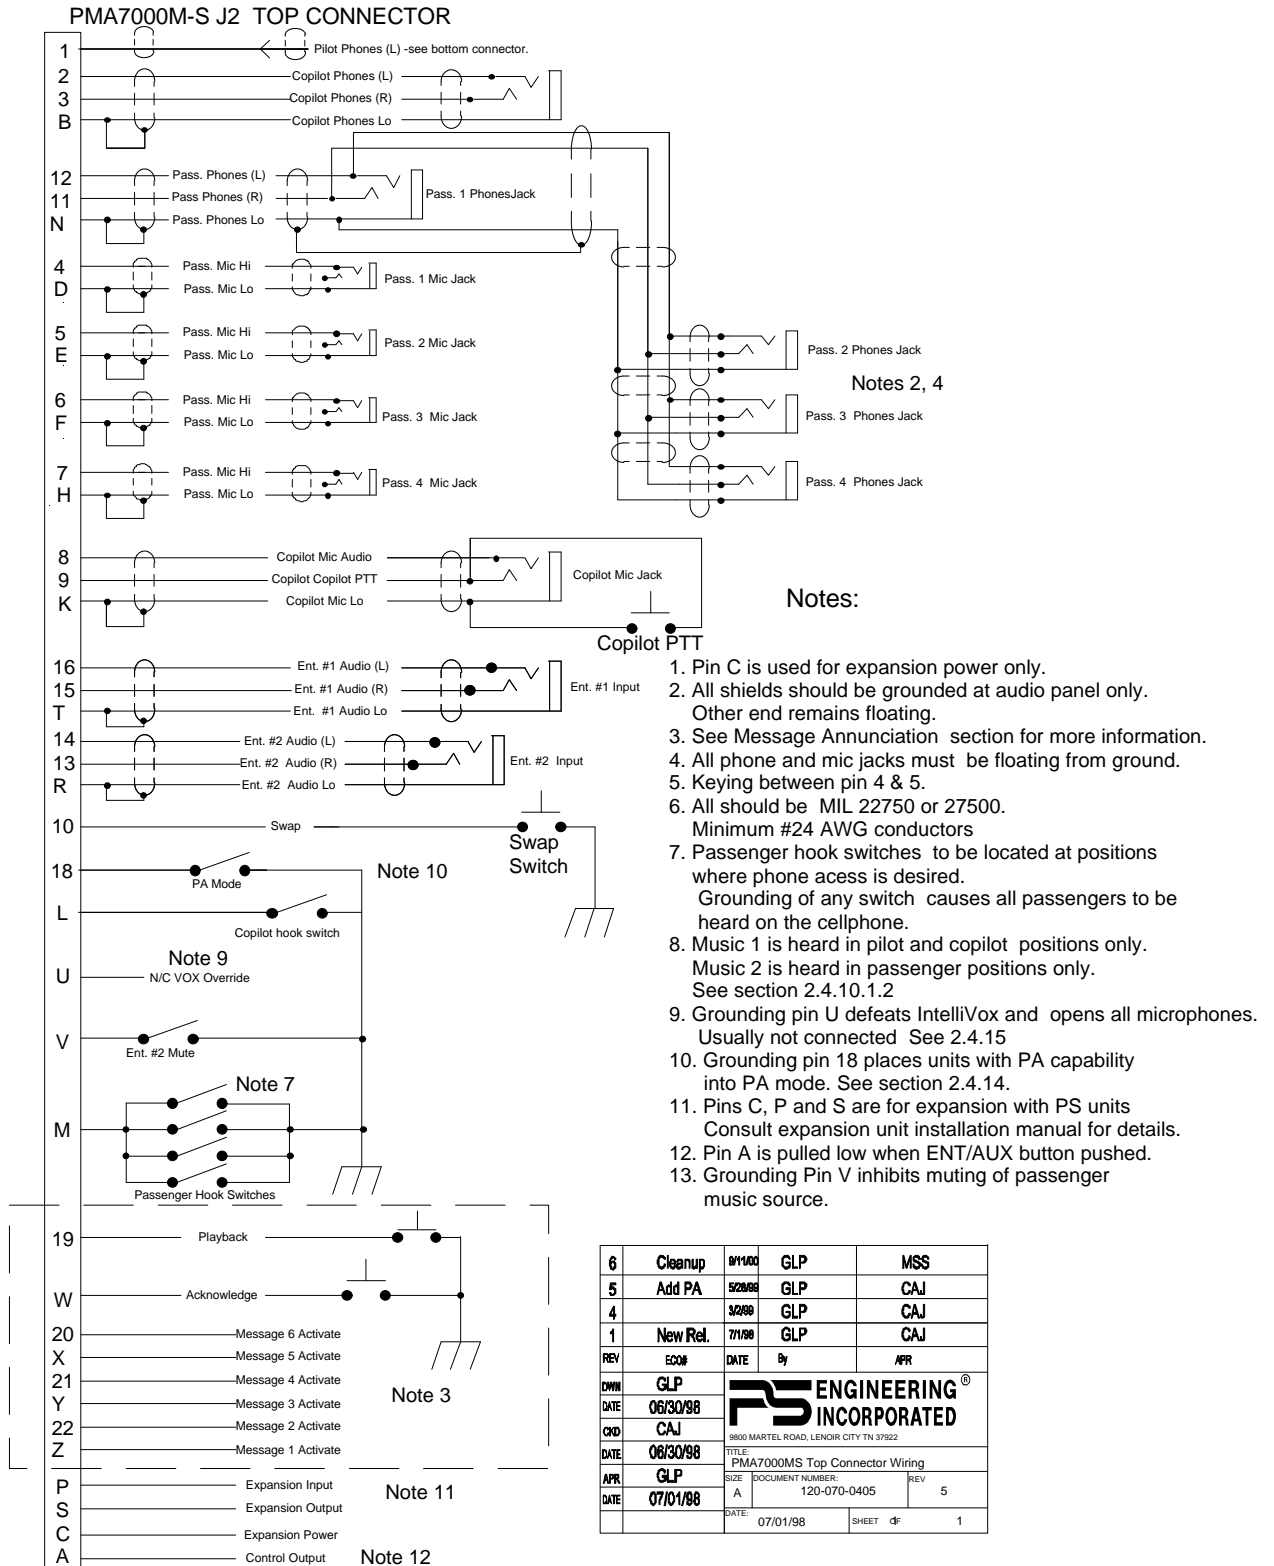 PMA7000M-S J2 TOP CONNECTOR
1 Pilot Phones (L) -see bottom connector.
2 Copilot Phones (L)
3 Copilot Phones (R)
B Copilot Phones Lo
12 Pass. Phones (L)
11 Pass Phones (R)
N Pass. Phones Lo
Pass. 1 PhonesJack
4 Pass. Mic Hi
D Pass. Mic Lo
Pass. 1 Mic Jack
5 Pass. Mic Hi
E Pass. Mic Lo
Pass. 2 Mic Jack
6 Pass. Mic Hi
F Pass. Mic Lo
Pass. 3 Mic Jack
7 Pass. Mic Hi
H Pass. Mic Lo
Pass. 4 Mic Jack
Pass. 2 Phones Jack
Notes 2, 4
Pass. 3 Phones Jack
Pass. 4 Phones Jack
8 Copilot Mic Audio
9 Copilot Copilot PTT
K Copilot Mic Lo
Copilot Mic Jack
Copilot PTT
16 Ent. #1 Audio (L)
15 Ent. #1 Audio (R)
T Ent. #1 Audio Lo
Ent. #1 Input
14 Ent. #2 Audio (L)
13 Ent. #2 Audio (R)
R Ent. #2 Audio Lo
Ent. #2 Input
10 Swap
Swap
Switch
18 PA Mode
Note 10
L Copilot hook switch
Note 9
U N/C VOX Override
V Ent. #2 Mute
Note 7
M Passenger Hook Switches
19 Playback
W Acknowledge
20 Message 6 Activate
X Message 5 Activate
21 Message 4 Activate
Y Message 3 Activate
22 Message 2 Activate
Z Message 1 Activate
Note 3
P Expansion Input
S Expansion Output
Note 11
C Expansion Power
A Control Output
Note 12
Notes:
1. Pin C is used for expansion power only.
2. All shields should be grounded at audio panel only.
Other end remains floating.
3. See Message Annunciation section for more information.
4. All phone and mic jacks must be floating from ground.
5. Keying between pin 4 & 5.
6. All should be MIL 22750 or 27500.
Minimum #24 AWG conductors
7. Passenger hook switches to be located at positions
where phone acess is desired.
Grounding of any switch causes all passengers to be
heard on the cellphone.
8. Music 1 is heard in pilot and copilot positions only.
Music 2 is heard in passenger positions only.
See section 2.4.10.1.2
9. Grounding pin U defeats IntelliVox and opens all microphones.
Usually not connected See 2.4.15
10. Grounding pin 18 places units with PA capability
into PA mode. See section 2.4.14.
11. Pins C, P and S are for expansion with PS units
Consult expansion unit installation manual for details.
12. Pin A is pulled low when ENT/AUX button pushed.
13. Grounding Pin V inhibits muting of passenger
music source.
6 Cleanup 9/11/00 GLP MSS
5 Add PA 5/26/99 GLP CAJ
4 3/2/99 GLP CAJ
1 New Rel. 7/1/98 GLP CAJ
REV ECO# DATE By APR
DWN GLP
DATE 06/30/98
CKD CAJ
DATE 06/30/98
APR GLP
DATE 07/01/98
PS ENGINEERING ®
INCORPORATED
9800 MARTEL ROAD, LENOIR CITY TN 37922
TITLE:
PMA7000MS Top Connector Wiring
SIZE DOCUMENT NUMBER: REV
A 120-070-0405 5
DATE: 07/01/98 SHEET OF 1